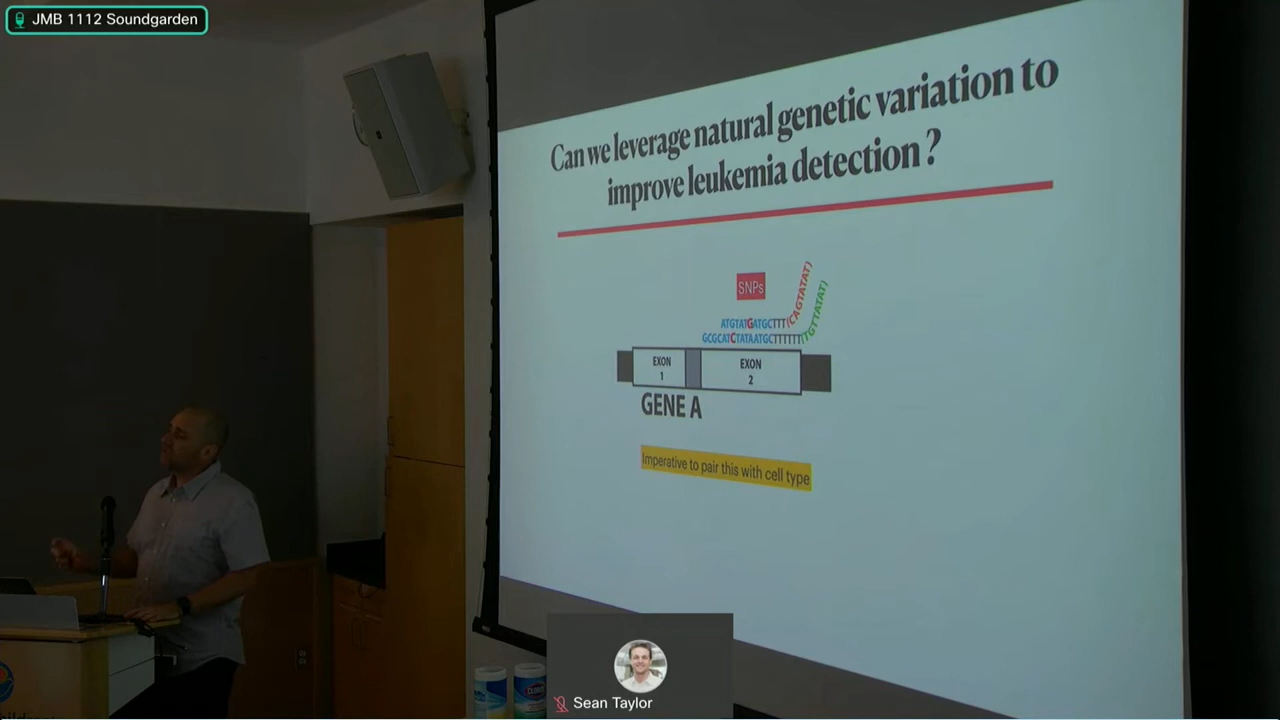 JMB 1112 Soundgarden
Can we leverage natural genetic variation to
improve leukemia detection ?
SNPs
ATGTATGATGCTTT(CAGTATAT)
GCGCATCTATAATGCTTTTTT(TGTTATAT)
EXON
1
EXON
2
GENE A
Imperative to pair this with cell type
Sean Taylor